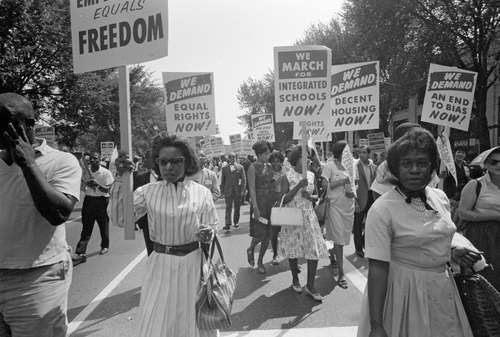 EQUALS
FREEDOM
WE DEMAND
EQUAL
RIGHTS
NOW!
WE
MARCH
FOR
INTEGRATED
SCHOOLS
NOW!
WE DEMAND
DECENT
HOUSING
NOW!
WE DEMAND
AN END
TO BIAS
NOW!
RIGHTS